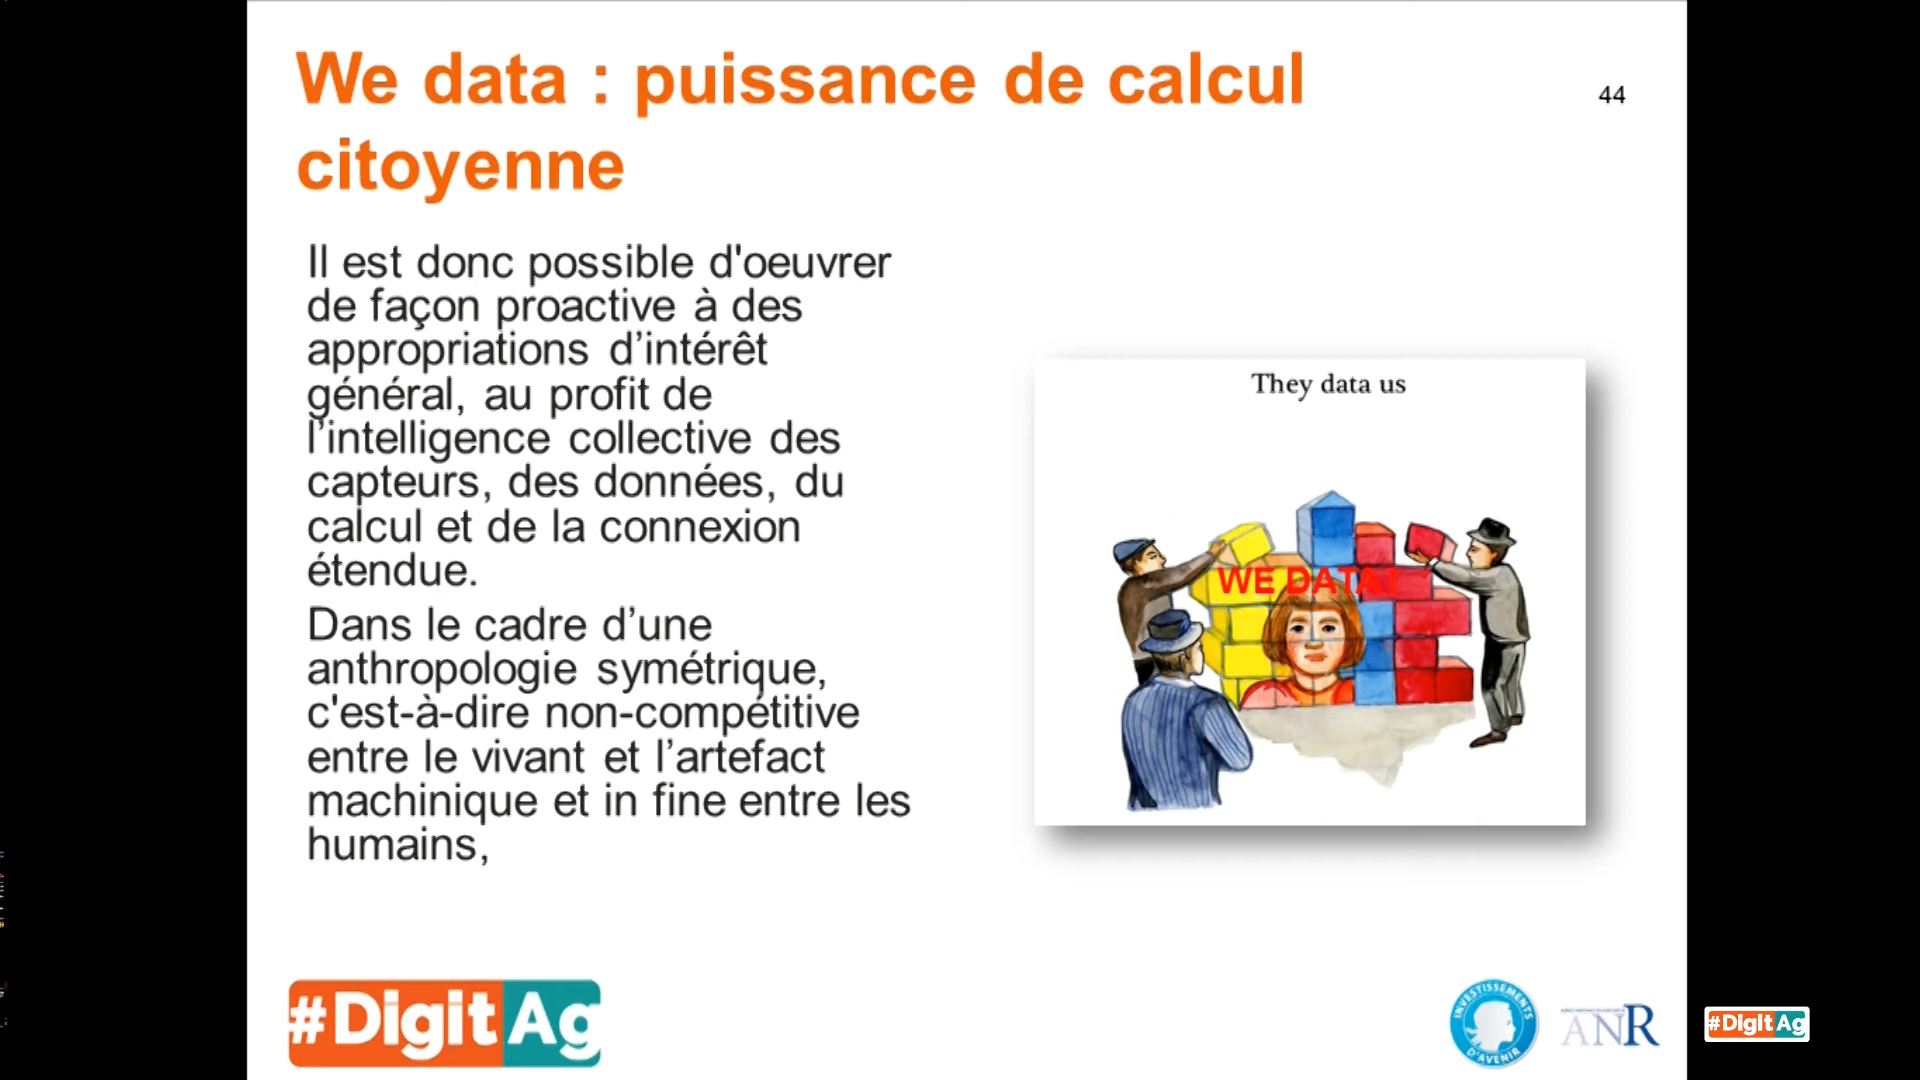 We data : puissance de calcul
citoyenne
44
Il est donc possible d'oeuvrer
de façon proactive à des
appropriations d’intérêt
général, au profit de
l’intelligence collective des
capteurs, des données, du
calcul et de la connexion
étendue.
Dans le cadre d’une
anthropologie symétrique,
c'est-à-dire non-compétitive
entre le vivant et l’artefact
machinique et in fine entre les
humains,
They data us
WE DATA !
#DigitAg
INVESTISSEMENTS
D'AVENIR
ANR
#DigitAg